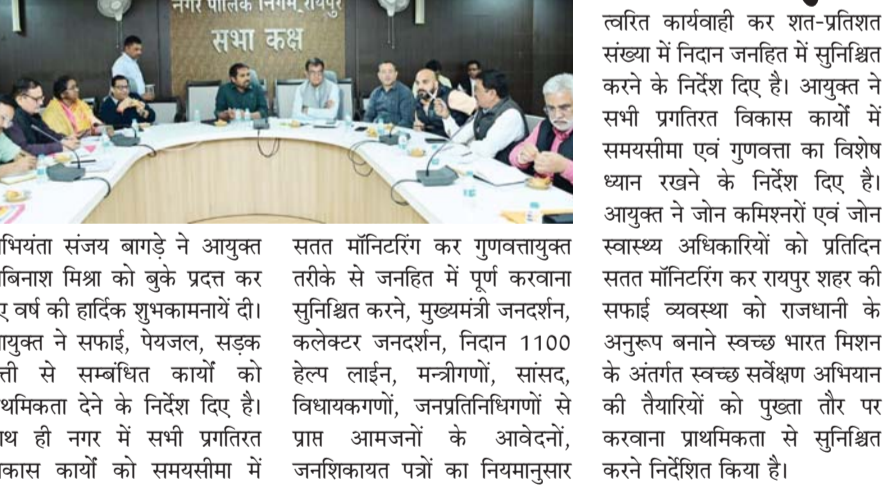 नगर पालिक निगम, रायपुर
सभा कक्ष
भियंता संजय बागड़े ने आयुक्त
बिनाश मिश्रा को बुके प्रदत्त कर
वर्ष की हार्दिक शुभकामनायें दी।
ायुक्त ने सफाई, पेयजल, सड़क
त्ती से सम्बंधित कार्यों को
थमिकता देने के निर्देश दिए है।
ाथ ही नगर में सभी प्रगतिरत
कास कार्यों को समयसीमा में
सतत मॉनिटरिंग कर गुणवत्तायुक्त
तरीके से जनहित में पूर्ण करवाना
सुनिश्चित करने, मुख्यमंत्री जनदर्शन,
कलेक्टर जनदर्शन, निदान 1100
हेल्प लाईन, मन्त्रीगणों, सांसद,
विधायकगणों, जनप्रतिनिधिगणों से
प्राप्त आमजनों के आवेदनों,
जनशिकायत पत्रों का नियमानुसार
त्वरित कार्यवाही कर शत-प्रतिशत
संख्या में निदान जनहित में सुनिश्चित
करने के निर्देश दिए है। आयुक्त ने
सभी प्रगतिरत विकास कार्यों में
समयसीमा एवं गुणवत्ता का विशेष
ध्यान रखने के निर्देश दिए है।
आयुक्त ने जोन कमिश्नरों एवं जोन
स्वास्थ्य अधिकारियों को प्रतिदिन
सतत मॉनिटरिंग कर रायपुर शहर की
सफाई व्यवस्था को राजधानी के
अनुरूप बनाने स्वच्छ भारत मिशन
के अंतर्गत स्वच्छ सर्वेक्षण अभियान
की तैयारियों को पुख्ता तौर पर
करवाना प्राथमिकता से सुनिश्चित
करने निर्देशित किया है।